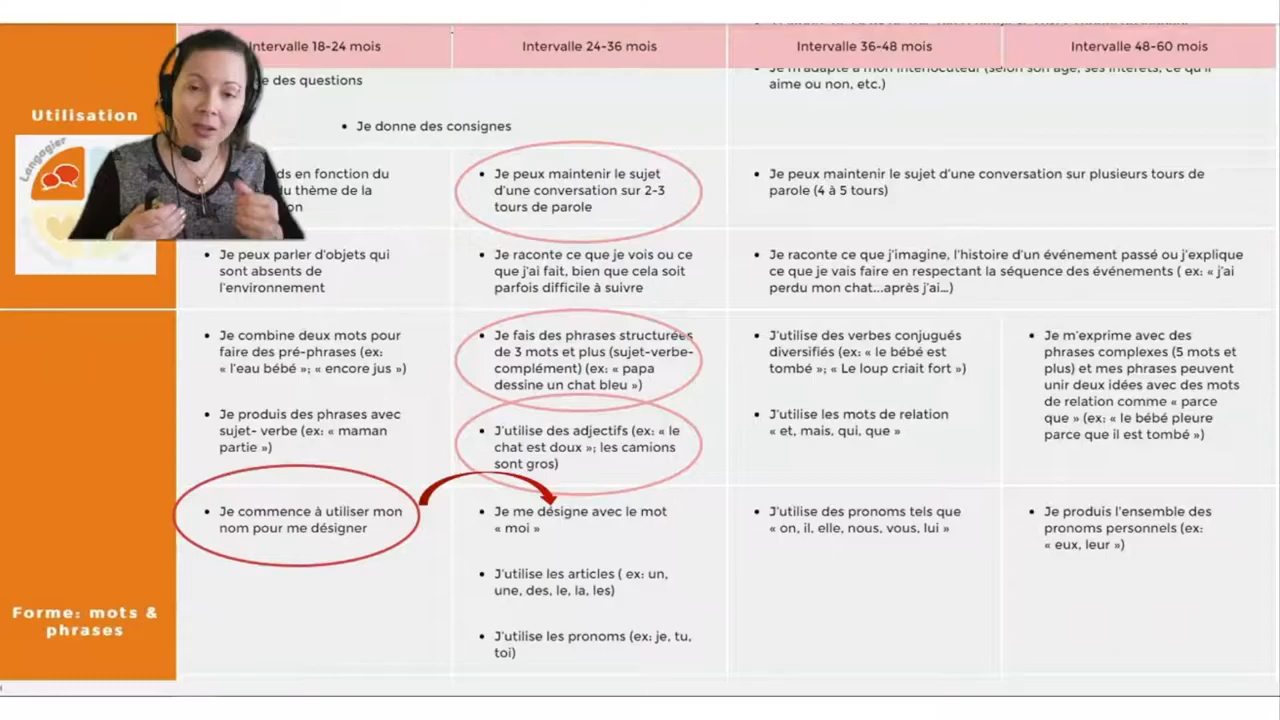 Intervalle 18-24 mois
Intervalle 24-36 mois
Intervalle 36-48 mois
Intervalle 48-60 mois
Utilisation
Langagier
des questions
• Je donne des consignes
Je m'adapte à mon interlocuteur (selon son âge, ses intérêts, ce qu'il
aime ou non, etc.)
en fonction du
du thème de la
• Je peux maintenir le sujet
d'une conversation sur 2-3
tours de parole
• Je peux maintenir le sujet d'une conversation sur plusieurs tours de
parole (4 à 5 tours)
• Je peux parler d'objets qui
sont absents de
l'environnement
• Je raconte ce que je vois ou ce
que j'ai fait, bien que cela soit
parfois difficile à suivre
• Je raconte ce que j'imagine, l'histoire d'un événement passé ou j'explique
ce que je vais faire en respectant la séquence des événements ( ex: « j'ai
perdu mon chat...après j'ai...)
Forme: mots &
phrases
• Je combine deux mots pour
faire des pré-phrases (ex:
« l'eau bébé »; « encore jus »)
• Je produis des phrases avec
sujet- verbe (ex: « maman
partie »)
• Je fais des phrases structurées
de 3 mots et plus (sujet-verbe-
complément) (ex: « papa
dessine un chat bleu »)
• J'utilise des adjectifs (ex: « le
chat est doux »; les camions
sont gros)
• J'utilise des verbes conjugués
diversifiés (ex: « le bébé est
tombé »; « Le loup criait fort »)
• J'utilise les mots de relation
« et, mais, qui, que »
• Je m'exprime avec des
phrases complexes (5 mots et
plus) et mes phrases peuvent
unir deux idées avec des mots
de relation comme « parce
que » (ex: « le bébé pleure
parce que il est tombé »)
• Je commence à utiliser mon
nom pour me désigner
• Je me désigne avec le mot
« moi »
• J'utilise les articles ( ex: un,
une, des, le, la, les)
• J'utilise les pronoms (ex: je, tu,
toi)
• J'utilise des pronoms tels que
« on, il, elle, nous, vous, lui »
• Je produis l'ensemble des
pronoms personnels (ex:
« eux, leur »)